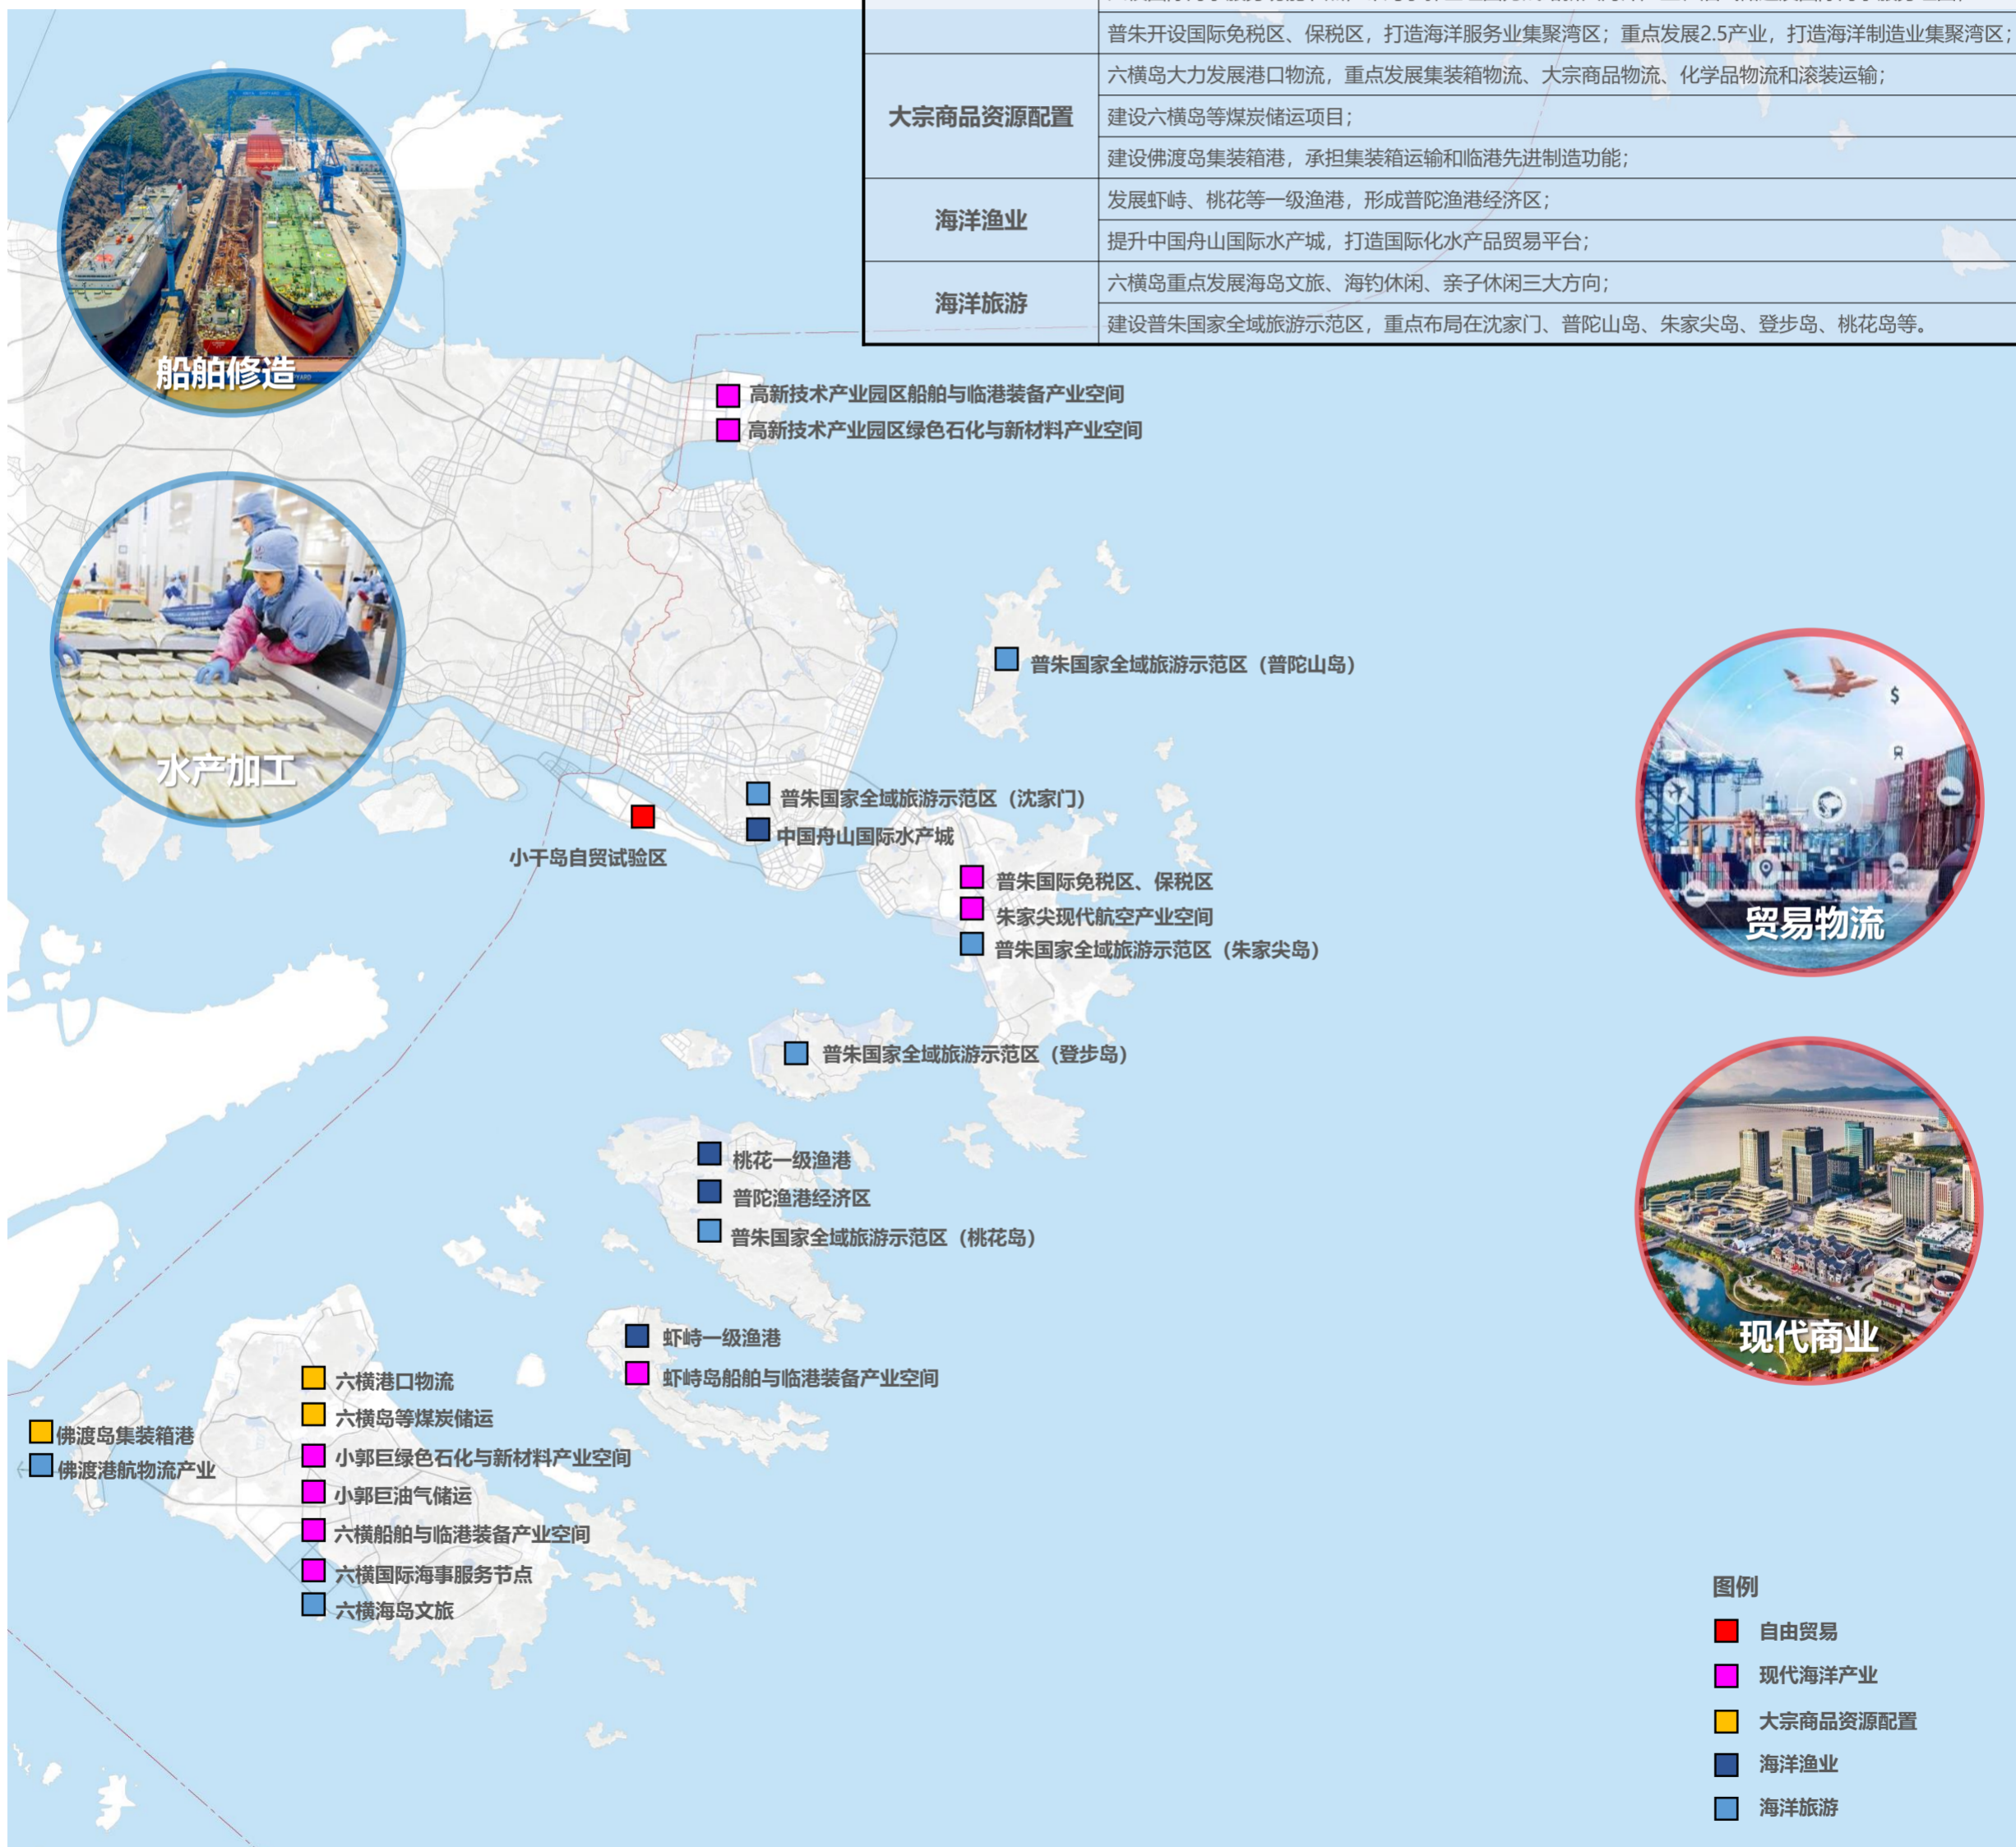 普朱开设国际免税区、保税区，打造海洋服务业集聚湾区；重点发展2.5产业，打造海洋制造业集聚湾区；
大宗商品资源配置
六横岛大力发展港口物流，重点发展集装箱物流、大宗商品物流、化学品物流和滚装运输；
建设六横岛等煤炭储运项目；
建设佛渡岛集装箱港，承担集装箱运输和临港先进制造功能；
海洋渔业
发展虾峙、桃花等一级渔港，形成普陀渔港经济区；
提升中国舟山国际水产城，打造国际化水产品贸易平台；
海洋旅游
六横岛重点发展海岛文旅、海钓休闲、亲子休闲三大方向；
建设普朱国家全域旅游示范区，重点布局在沈家门、普陀山岛、朱家尖岛、登步岛、桃花岛等。
船舶修造
高新技术产业园区船舶与临港装备产业空间
高新技术产业园区绿色石化与新材料产业空间
水产加工
普朱国家全域旅游示范区（普陀山岛）
普朱国家全域旅游示范区（沈家门）
中国舟山国际水产城
小干岛自贸试验区
普朱国际免税区、保税区
朱家尖现代航空产业空间
普朱国家全域旅游示范区（朱家尖岛）
贸易物流
普朱国家全域旅游示范区（登步岛）
桃花一级渔港
普陀渔港经济区
普朱国家全域旅游示范区（桃花岛）
现代商业
虾峙一级渔港
虾峙岛船舶与临港装备产业空间
六横港口物流
六横岛等煤炭储运
佛渡岛集装箱港
佛渡港航物流产业
小郭巨绿色石化与新材料产业空间
小郭巨油气储运
六横船舶与临港装备产业空间
六横国际海事服务节点
六横海岛文旅
图例
自由贸易
现代海洋产业
大宗商品资源配置
海洋渔业
海洋旅游